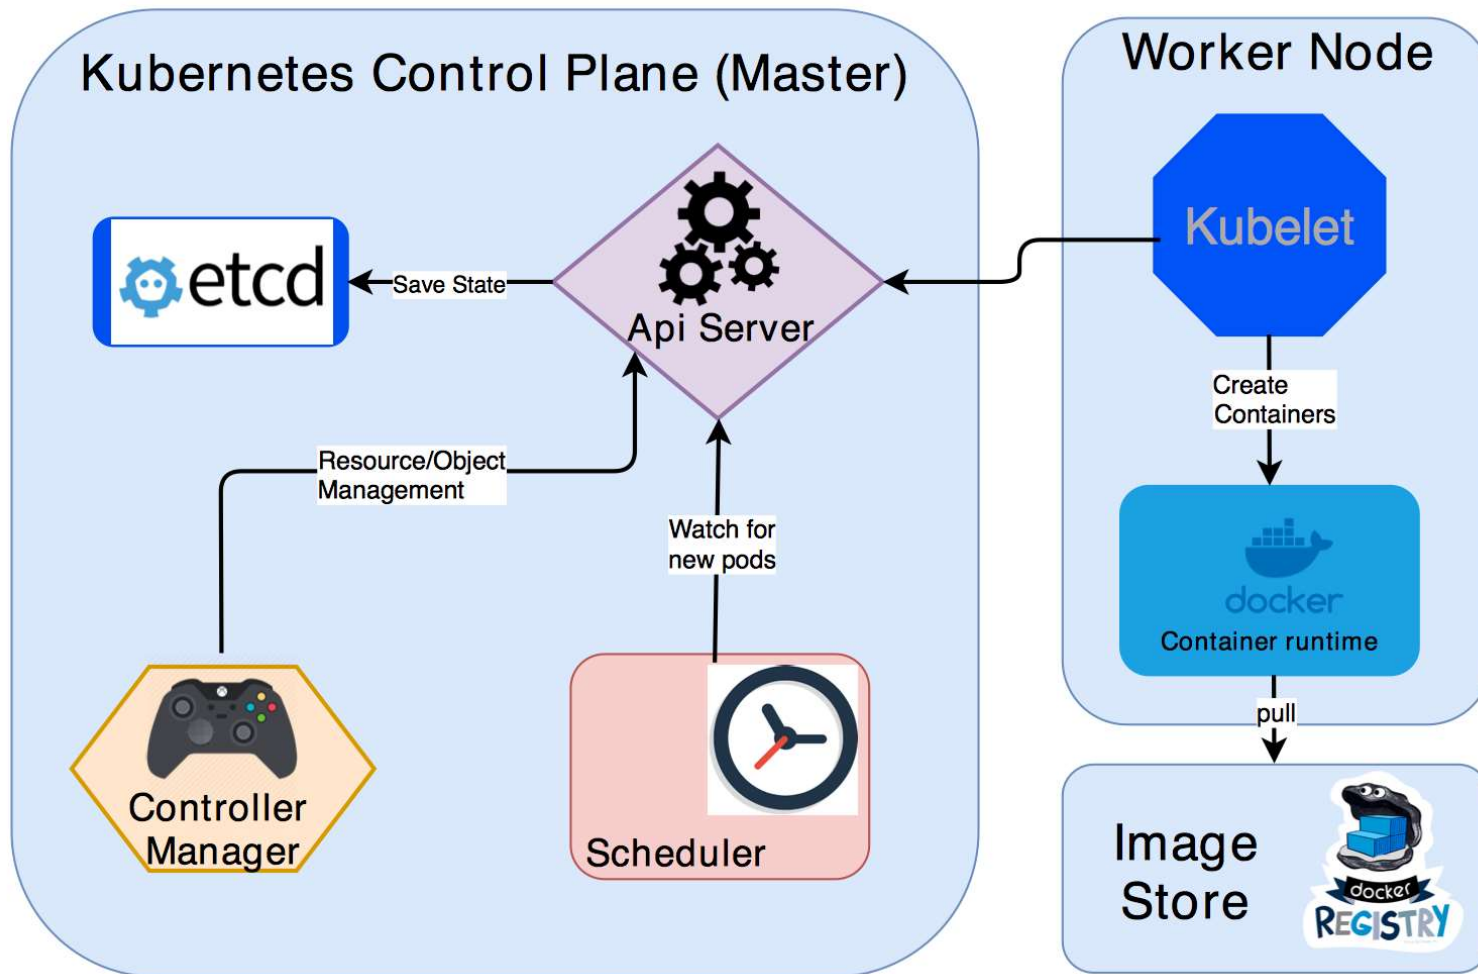 Kubernetes Control Plane (Master)
etcd
Save State
Api Server
Resource/Object
Management
Watch for
new pods
Controller
Manager
Scheduler
Worker Node
Kubelet
Create
Containers
docker
Container runtime
pull
Image
Store
docker
REGISTRY